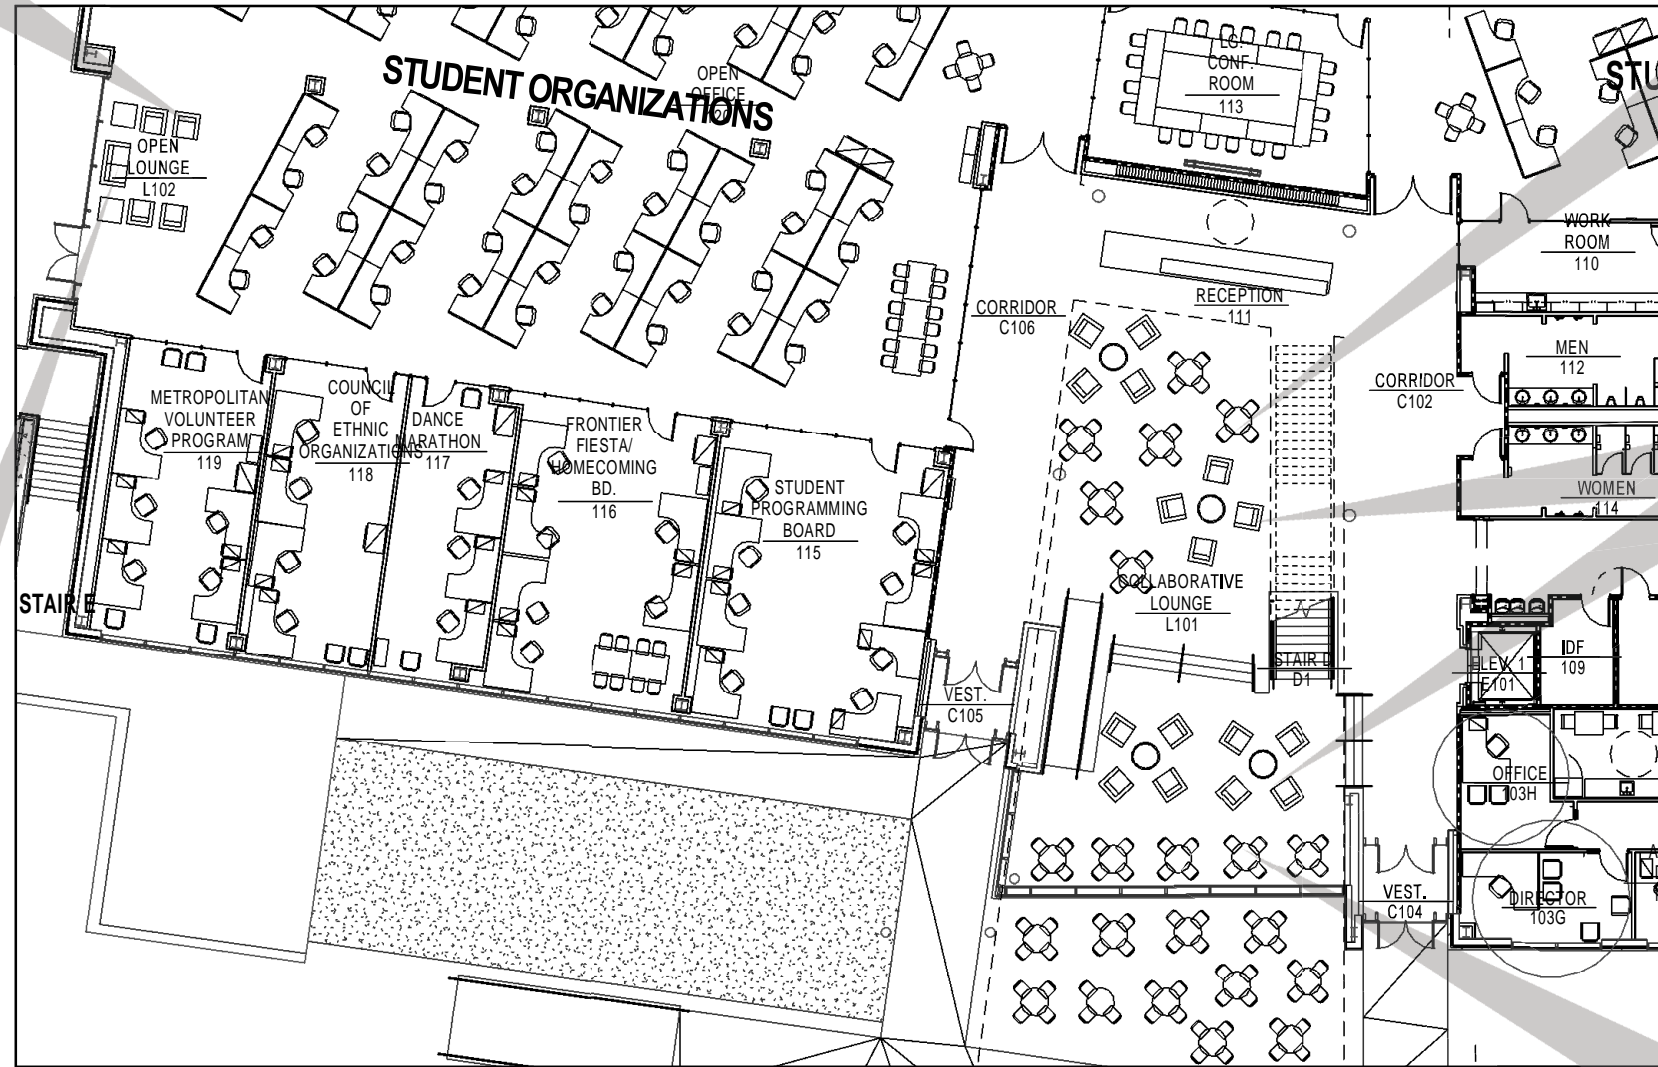 STUDENT ORGANIZATIONS
OPEN
OFFICE
LG.
CONF.
ROOM
113
OPEN
LOUNGE
L102
WORK
ROOM
110
RECEPTION
111
CORRIDOR
C106
MEN
112
CORRIDOR
C102
METROPOLITAN
VOLUNTEER
PROGRAM
119
COUNCIL
OF
ETHNIC
ORGANIZATIONS
118
DANCE
MARATHON
117
FRONTIER
FIESTA/
HOMECOMING
BD.
116
STUDENT
PROGRAMMING
BOARD
115
WOMEN
114
COLLABORATIVE
LOUNGE
L101
STAIR E
STAIR D
D1
IDF
109
ELEV. 1
E101
VEST.
C105
OFFICE
103H
VEST.
C104
DIRECTOR
103G